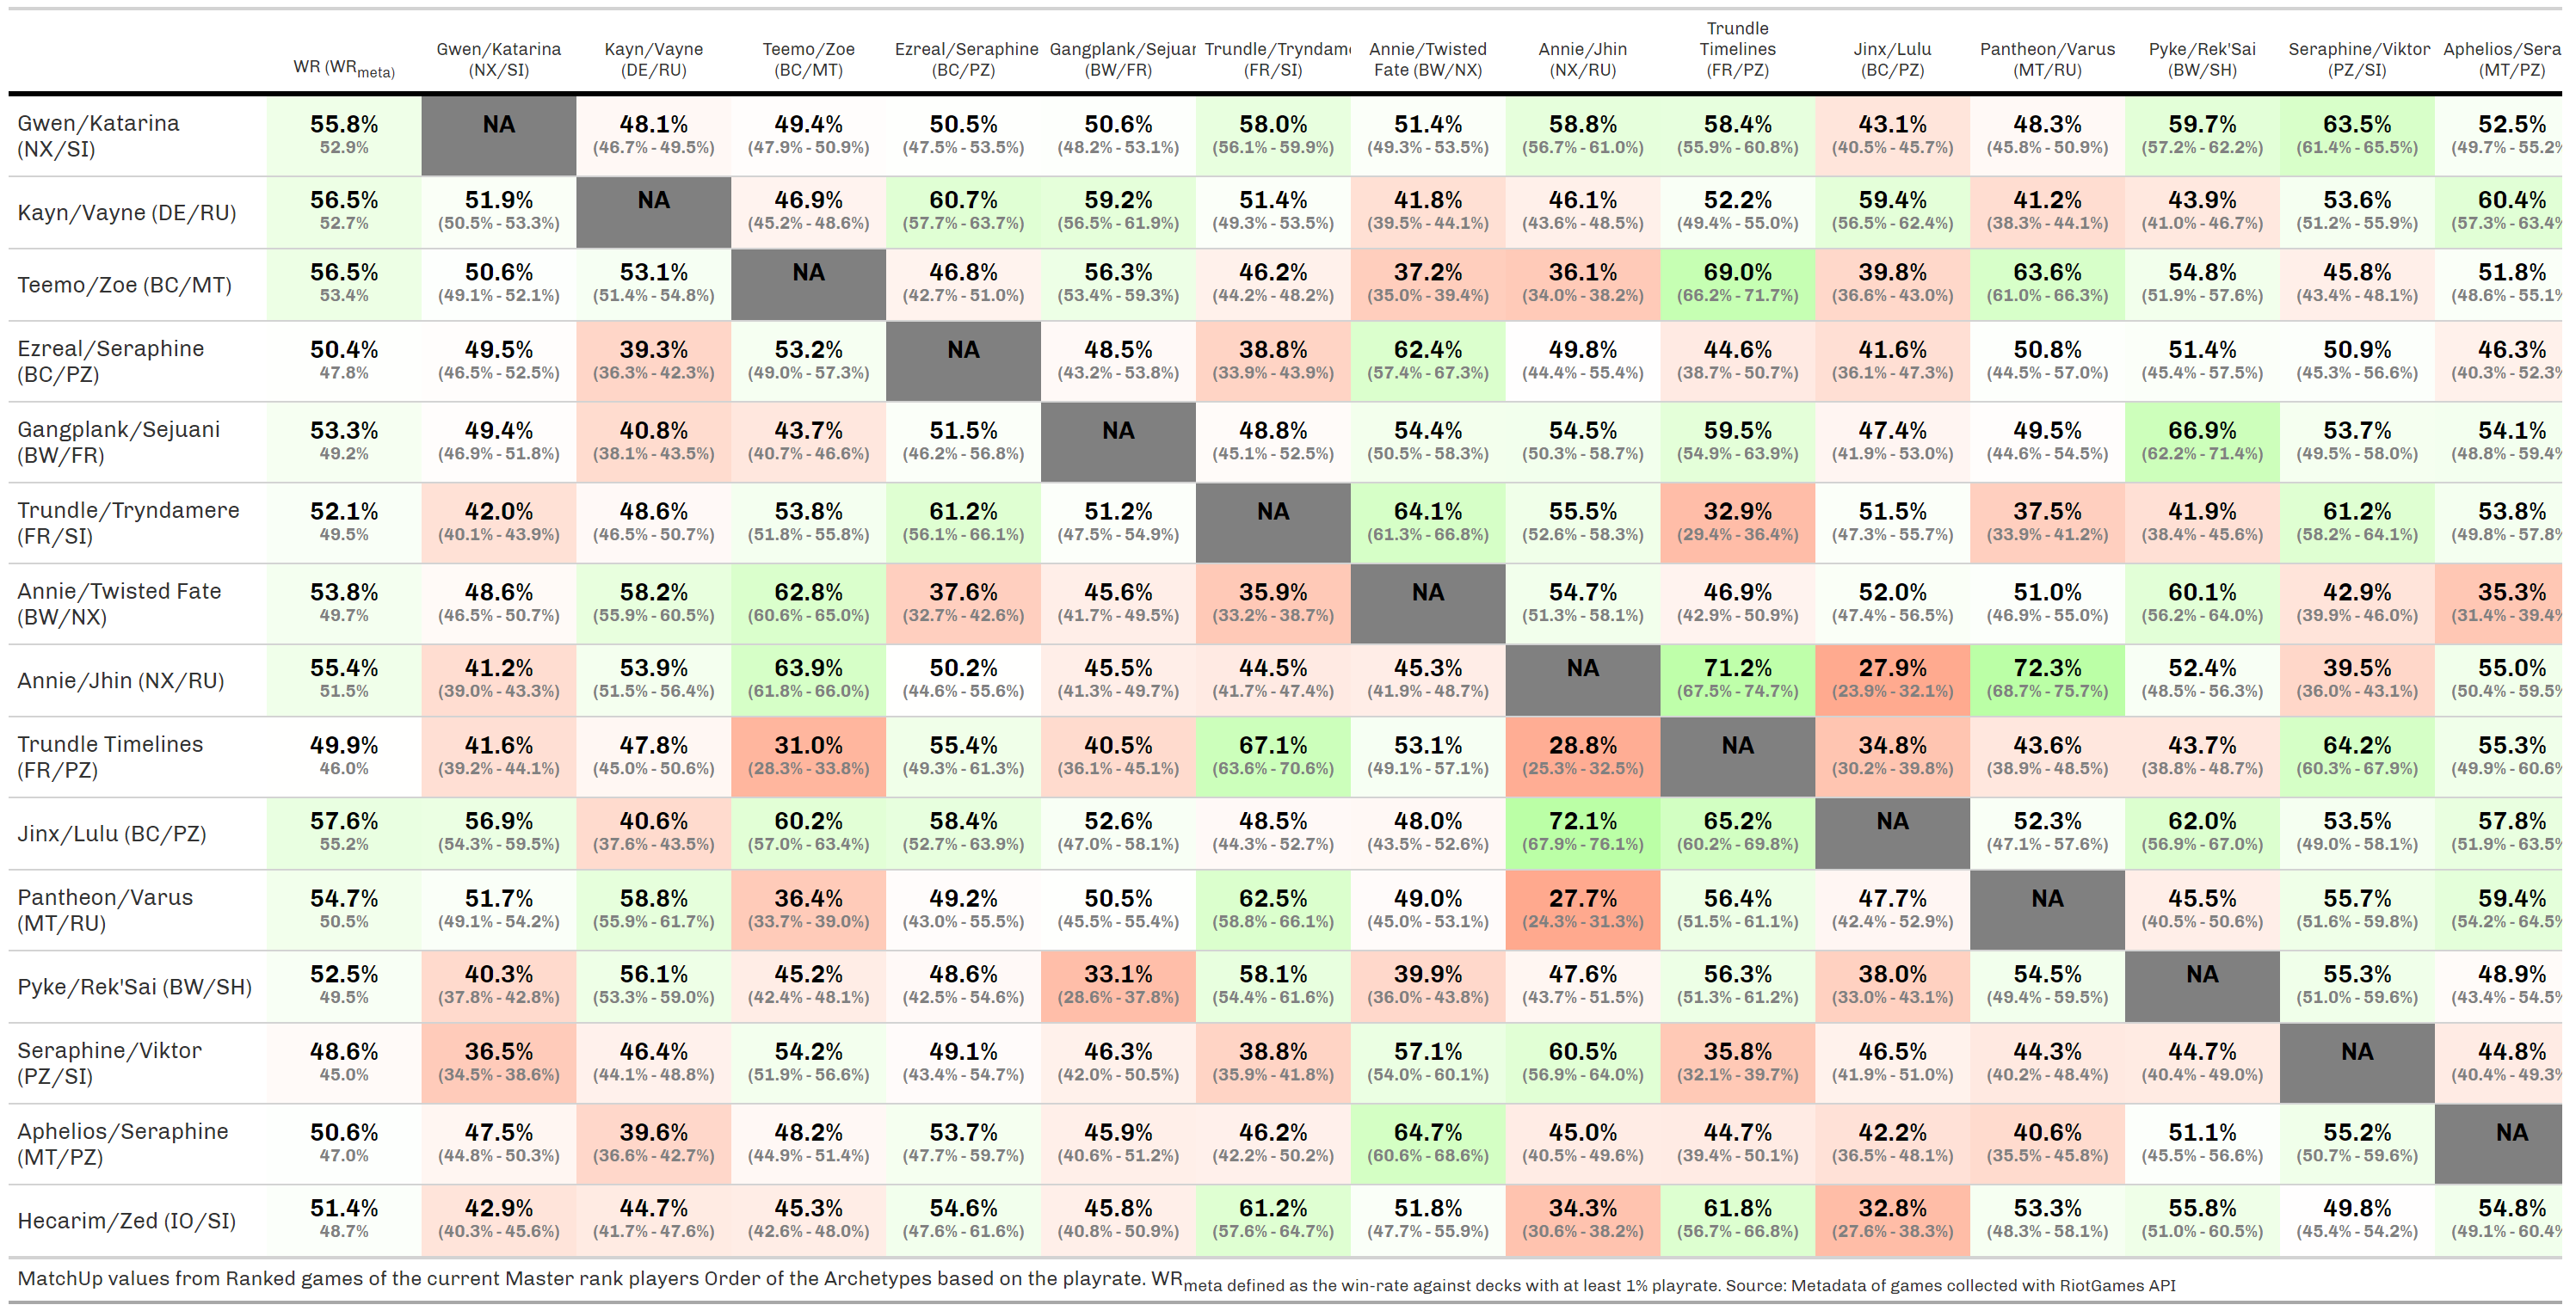 WR (WRmeta) Gwen/Katarina (NX/SI) Kayn/Vayne (DE/RU) Teemo/Zoe (BC/MT) Ezreal/Seraphine (BC/PZ) Gangplank/Sejuar (BW/FR) Trundle/Tryndam (FR/SI) Annie/Twisted Fate (BW/NX) Annie/Jhin (NX/RU) Trundle Timelines (FR/PZ) Jinx/Lulu (BC/PZ) Pantheon/Varus (MT/RU) Pyke/Rek'Sai (BW/SH) Seraphine/Viktor (PZ/SI) Aphelios/Sera (MT/PZ)
Gwen/Katarina (NX/SI) 55.8% NA 48.1% 49.4% 50.5% 50.6% 58.0% 51.4% 58.8% 58.4% 43.1% 48.3% 59.7% 63.5% 52.5%
52.9% (46.7% - 49.5%) (47.9% - 50.9%) (47.5% - 53.5%) (48.2% - 53.1%) (56.1% - 59.9%) (49.3% - 53.5%) (56.7% - 61.0%) (55.9% - 60.8%) (40.5% - 45.7%) (45.8% - 50.9%) (57.2% - 62.2%) (61.4% - 65.5%) (49.7% - 55.2%
Kayn/Vayne (DE/RU) 56.5% 51.9% NA 46.9% 60.7% 59.2% 51.4% 41.8% 46.1% 52.2% 59.4% 41.2% 43.9% 53.6% 60.4%
52.7% (50.5% - 53.3%) (45.2% - 48.6%) (57.7% - 63.7%) (56.5% - 61.9%) (49.3% - 53.5%) (39.5% - 44.1%) (43.6% - 48.5%) (49.4% - 55.0%) (56.5% - 62.4%) (38.3% - 44.1%) (41.0% - 46.7%) (51.2% - 55.9%) (57.3% - 63.4%
Teemo/Zoe (BC/MT) 56.5% 50.6% 53.1% NA 46.8% 56.3% 46.2% 37.2% 36.1% 69.0% 39.8% 63.6% 54.8% 45.8% 51.8%
53.4% (49.1% - 52.1%) (51.4% - 54.8%) (42.7% - 51.0%) (53.4% - 59.3%) (44.2% - 48.2%) (35.0% - 39.4%) (34.0% - 38.2%) (66.2% - 71.7%) (36.6% - 43.0%) (61.0% - 66.3%) (51.9% - 57.6%) (43.4% - 48.1%) (48.6% - 55.1%
Ezreal/Seraphine (BC/PZ) 50.4% 49.5% 39.3% 53.2% NA 48.5% 38.8% 62.4% 49.8% 44.6% 41.6% 50.8% 51.4% 50.9% 46.3%
47.8% (46.5% - 52.5%) (36.3% - 42.3%) (49.0% - 57.3%) (43.2% - 53.8%) (33.9% - 43.9%) (57.4% - 67.3%) (44.4% - 55.4%) (38.7% - 50.7%) (36.1% - 47.3%) (44.5% - 57.0%) (45.4% - 57.5%) (45.3% - 56.6%) (40.3% - 52.3%
Gangplank/Sejuani (BW/FR) 53.3% 49.4% 40.8% 43.7% 51.5% NA 48.8% 54.4% 54.5% 59.5% 47.4% 49.5% 66.9% 53.7% 54.1%
49.2% (46.9% - 51.8%) (38.1% - 43.5%) (40.7% - 46.6%) (46.2% - 56.8%) (45.1% - 52.5%) (50.5% - 58.3%) (50.3% - 58.7%) (54.9% - 63.9%) (41.9% - 53.0%) (44.6% - 54.5%) (62.2% - 71.4%) (49.5% - 58.0%) (48.8% - 59.4%
Trundle/Tryndamere (FR/SI) 52.1% 42.0% 48.6% 53.8% 61.2% 51.2% NA 64.1% 55.5% 32.9% 51.5% 37.5% 41.9% 61.2% 53.8%
49.5% (40.1% - 43.9%) (46.5% - 50.7%) (51.8% - 55.8%) (56.1% - 66.1%) (47.5% - 54.9%) (61.3% - 66.8%) (52.6% - 58.3%) (29.4% - 36.4%) (47.3% - 55.7%) (33.9% - 41.2%) (38.4% - 45.6%) (58.2% - 64.1%) (49.8% - 57.8%
Annie/Twisted Fate (BW/NX) 53.8% 48.6% 58.2% 62.8% 37.6% 45.6% 35.9% NA 54.7% 46.9% 52.0% 51.0% 60.1% 42.9% 35.3%
49.7% (46.5% - 50.7%) (55.9% - 60.5%) (60.6% - 65.0%) (32.7% - 42.6%) (41.7% - 49.5%) (33.2% - 38.7%) (51.3% - 58.1%) (42.9% - 50.9%) (47.4% - 56.5%) (46.9% - 55.0%) (56.2% - 64.0%) (39.9% - 46.0%) (31.4% - 39.4%
Annie/Jhin (NX/RU) 55.4% 41.2% 53.9% 63.9% 50.2% 45.5% 44.5% 45.3% NA 71.2% 27.9% 72.3% 52.4% 39.5% 55.0%
51.5% (39.0% - 43.3%) (51.5% - 56.4%) (61.8% - 66.0%) (44.6% - 55.6%) (41.3% - 49.7%) (41.7% - 47.4%) (41.9% - 48.7%) (67.5% - 74.7%) (23.9% - 32.1%) (68.7% - 75.7%) (48.5% - 56.3%) (36.0% - 43.1%) (50.4% - 59.5%
Trundle Timelines (FR/PZ) 49.9% 41.6% 47.8% 31.0% 55.4% 40.5% 67.1% 53.1% 28.8% NA 34.8% 43.6% 43.7% 64.2% 55.3%
46.0% (39.2% - 44.1%) (45.0% - 50.6%) (28.3% - 33.8%) (49.3% - 61.3%) (36.1% - 45.1%) (63.6% - 70.6%) (49.1% - 57.1%) (25.3% - 32.5%) (30.2% - 39.8%) (38.9% - 48.5%) (38.8% - 48.7%) (60.3% - 67.9%) (49.9% - 60.6%
Jinx/Lulu (BC/PZ) 57.6% 56.9% 40.6% 60.2% 58.4% 52.6% 48.5% 48.0% 72.1% 65.2% NA 52.3% 62.0% 53.5% 57.8%
55.2% (54.3% - 59.5%) (37.6% - 43.5%) (57.0% - 63.4%) (52.7% - 63.9%) (47.0% - 58.1%) (44.3% - 52.7%) (43.5% - 52.6%) (67.9% - 76.1%) (60.2% - 69.8%) (47.1% - 57.6%) (56.9% - 67.0%) (49.0% - 58.1%) (51.9% - 63.5%
Pantheon/Varus (MT/RU) 54.7% 51.7% 58.8% 36.4% 49.2% 50.5% 62.5% 49.0% 27.7% 56.4% 47.7% NA 45.5% 55.7% 59.4%
50.5% (49.1% - 54.2%) (55.9% - 61.7%) (33.7% - 39.0%) (43.0% - 55.5%) (45.5% - 55.4%) (58.8% - 66.1%) (45.0% - 53.1%) (24.3% - 31.3%) (51.5% - 61.1%) (42.4% - 52.9%) (40.5% - 50.6%) (51.6% - 59.8%) (54.2% - 64.5%
Pyke/Rek'Sai (BW/SH) 52.5% 40.3% 56.1% 45.2% 48.6% 33.1% 58.1% 39.9% 47.6% 56.3% 38.0% 54.5% NA 55.3% 48.9%
49.5% (37.8% - 42.8%) (53.3% - 59.0%) (42.4% - 48.1%) (42.5% - 54.6%) (28.6% - 37.8%) (54.4% - 61.6%) (36.0% - 43.8%) (43.7% - 51.5%) (51.3% - 61.2%) (33.0% - 43.1%) (49.4% - 59.5%) (51.0% - 59.6%) (43.4% - 54.5%
Seraphine/Viktor (PZ/SI) 48.6% 36.5% 46.4% 54.2% 49.1% 46.3% 38.8% 57.1% 60.5% 35.8% 46.5% 44.3% 44.7% NA 44.8%
45.0% (34.5% - 38.6%) (44.1% - 48.8%) (51.9% - 56.6%) (43.4% - 54.7%) (42.0% - 50.5%) (35.9% - 41.8%) (54.0% - 60.1%) (56.9% - 64.0%) (32.1% - 39.7%) (41.9% - 51.0%) (40.2% - 48.4%) (40.4% - 49.0%) (40.4% - 49.3%
Aphelios/Seraphine (MT/PZ) 50.6% 47.5% 39.6% 48.2% 53.7% 45.9% 46.2% 64.7% 45.0% 44.7% 42.2% 40.6% 51.1% 55.2% NA
47.0% (44.8% - 50.3%) (36.6% - 42.7%) (44.9% - 51.4%) (47.7% - 59.7%) (40.6% - 51.2%) (42.2% - 50.2%) (60.6% - 68.6%) (40.5% - 49.6%) (39.4% - 50.1%) (36.5% - 48.1%) (35.5% - 45.8%) (45.5% - 56.6%) (50.7% - 59.6%)
Hecarim/Zed (IO/SI) 51.4% 42.9% 44.7% 45.3% 54.6% 45.8% 61.2% 51.8% 34.3% 61.8% 32.8% 53.3% 55.8% 49.8% 54.8%
48.7% (40.3% - 45.6%) (41.7% - 47.6%) (42.6% - 48.0%) (47.6% - 61.6%) (40.8% - 50.9%) (57.6% - 64.7%) (47.7% - 55.9%) (30.6% - 38.2%) (56.7% - 66.8%) (27.6% - 38.3%) (48.3% - 58.1%) (51.0% - 60.5%) (45.4% - 54.2%) (49.1% - 60.4%
MatchUp values from Ranked games of the current Master rank players Order of the Archetypes based on the playrate. WRmeta defined as the win-rate against decks with at least 1% playrate. Source: Metadata of games collected with RiotGames API